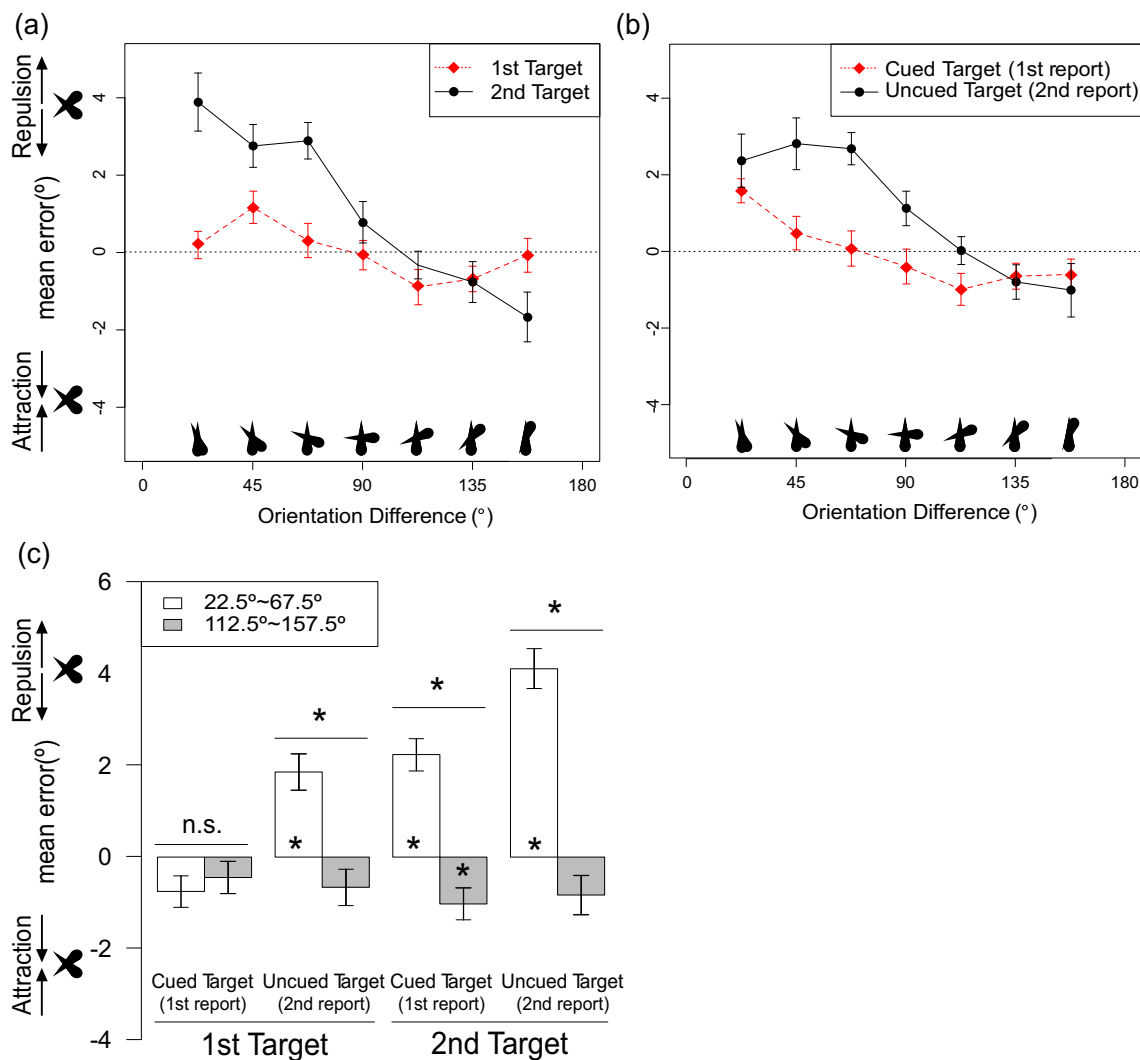 (a)
Repulsion
mean error(º)
Attraction
4
2
0
-2
-4
1st Target
2nd Target
0
45
90
135
180
Orientation Difference (°)
(b)
4
2
0
-2
-4
Cued Target (1st report)
Uncued Target (2nd report)
0
45
90
135
180
Orientation Difference (°)
(c)
Repulsion
mean error(º)
Attraction
6
4
2
0
-2
-4
22.5º~67.5º
112.5º~157.5º
n.s.
*
*
*
*
*
*
*
Cued Target Uncued Target Cued Target Uncued Target
(1st report) (2nd report) (1st report) (2nd report)
1st Target 2nd Target